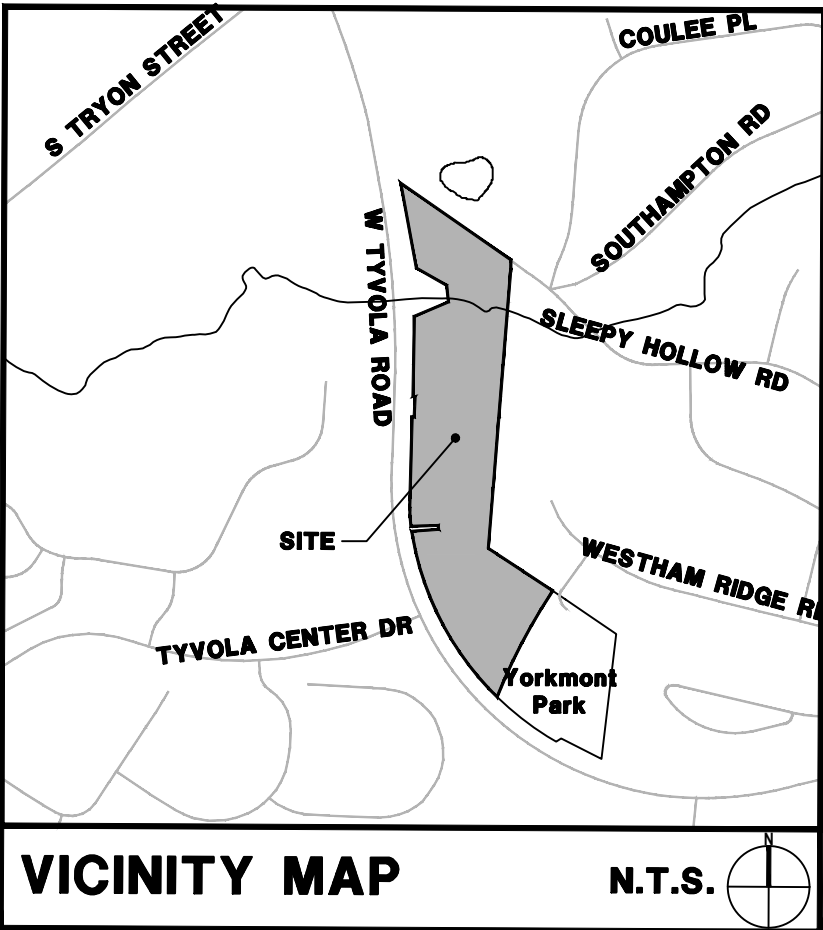 S TRYON STREET
COULEE PL
SOUTHAMPTON RD
W TYVOLA ROAD
SLEEPY HOLLOW RD
SITE
WESTHAM RIDGE R
TYVOLA CENTER DR
Yorkmont
Park
VICINITY MAP
N.T.S.
N